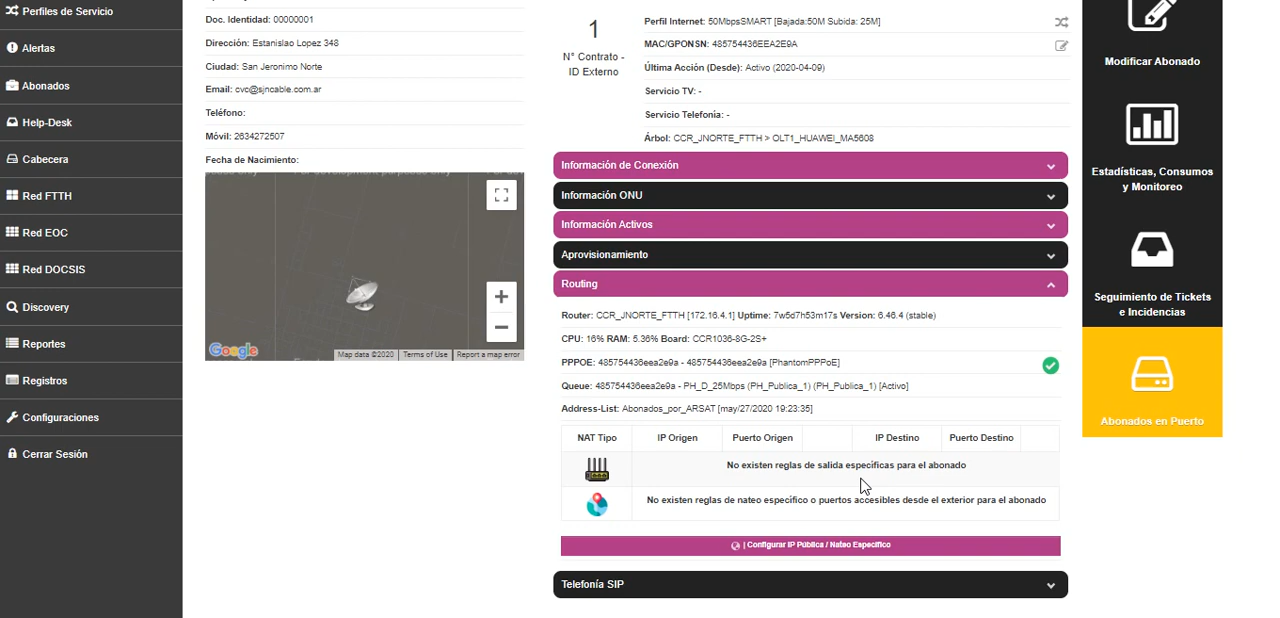 Perfiles de Servicio
Alertas
Abonados
Help-Desk
Cabecera
Red FTTH
Red EOC
Red DOCSIS
Discovery
Reportes
Registros
Configuraciones
Cerrar Sesión
Doc. Identidad: 00000001
Dirección: Estanislao Lopez 348
Ciudad: San Jeronimo Norte
Email: cvc@sjncable.com.ar
Teléfono:
Móvil: 2634272507
Fecha de Nacimiento:
Google
Map data ©2020
Terms of Use
Report a map error
1
N° Contrato -
ID Externo
Perfil Internet: 50MbpsSMART [Bajada:50M Subida: 25M]
MAC/GPONSN: 485754436EEA2E9A
Última Acción (Desde): Activo (2020-04-09)
Servicio TV: -
Servicio Telefonía: -
Árbol: CCR_JNORTE_FTTH > OLT1_HUAWEI_MA5608
Información de Conexión
Información ONU
Información Activos
Aprovisionamiento
Routing
Router: CCR_JNORTE_FTTH [172.16.4.1] Uptime: 7w5d7h53m17s Version: 6.46.4 (stable)
CPU: 16% RAM: 5.36% Board: CCR1036-8G-2S+
PPPOE: 485754436eea2e9a - 485754436eea2e9a [PhantomPPPoE]
Queue: 485754436eea2e9a - PH_D_25Mbps (PH_Publica_1) (PH_Publica_1) [Activo]
Address-List: Abonados_por_ARSAT [may/27/2020 19:23:35]
NAT Tipo IP Origen Puerto Origen IP Destino Puerto Destino
No existen reglas de salida específicas para el abonado
No existen reglas de nateo específico o puertos accesibles desde el exterior para el abonado
| Configurar IP Pública / Nateo Específico
Telefonía SIP
Modificar Abonado
Estadísticas, Consumos
y Monitoreo
Seguimiento de Tickets
e Incidencias
Abonados en Puerto